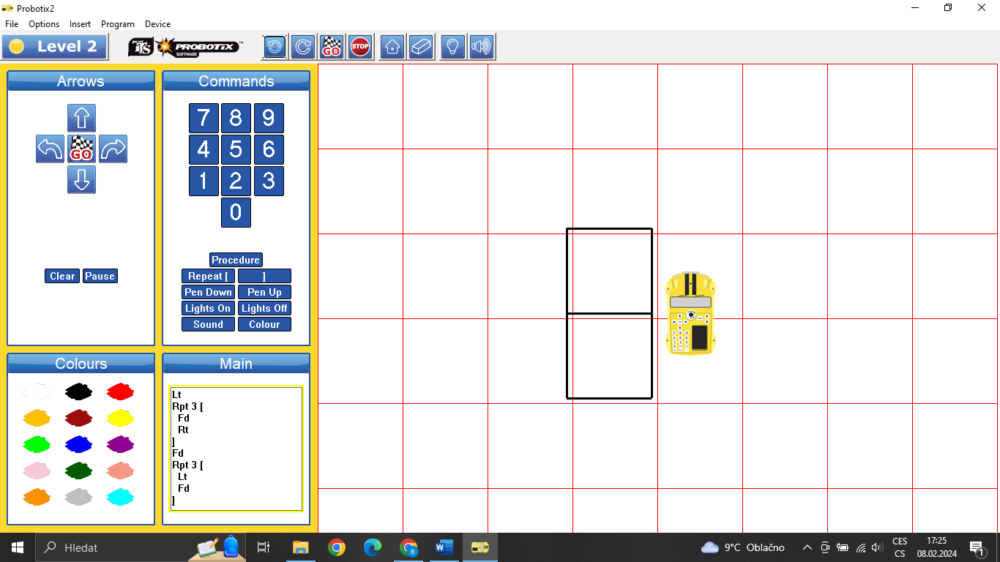 Probotix2
File Options Insert Program Device
Level 2
TTS PROBOTIX™
SOFTWARE
GO
STOP
Arrows
GO
Clear Pause
Commands
7 8 9
4 5 6
1 2 3
0
Procedure
Repeat [ ]
Pen Down Pen Up
Lights On Lights Off
Sound Colour
Colours
Main
Lt
Rpt 3 [
Fd
Rt
]
Fd
Rpt 3 [
Lt
Fd
]
Hledat
B
W
9°C Oblačno
CES
CS
17:25
08.02.2024
1